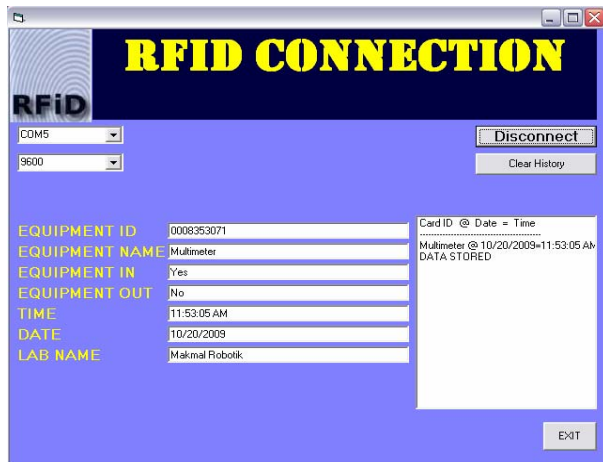 RFID CONNECTION
RFiD
COM5
Disconnect
9600
Clear History
EQUIPMENT ID 0008353071
EQUIPMENT NAME Multimeter
EQUIPMENT IN Yes
EQUIPMENT OUT No
TIME 11:53:05 AM
DATE 10/20/2009
LAB NAME Makmal Robotik
Card ID @ Date = Time
----------------------------------------
Multimeter @ 10/20/2009=11:53:05 AM
DATA STORED
EXIT